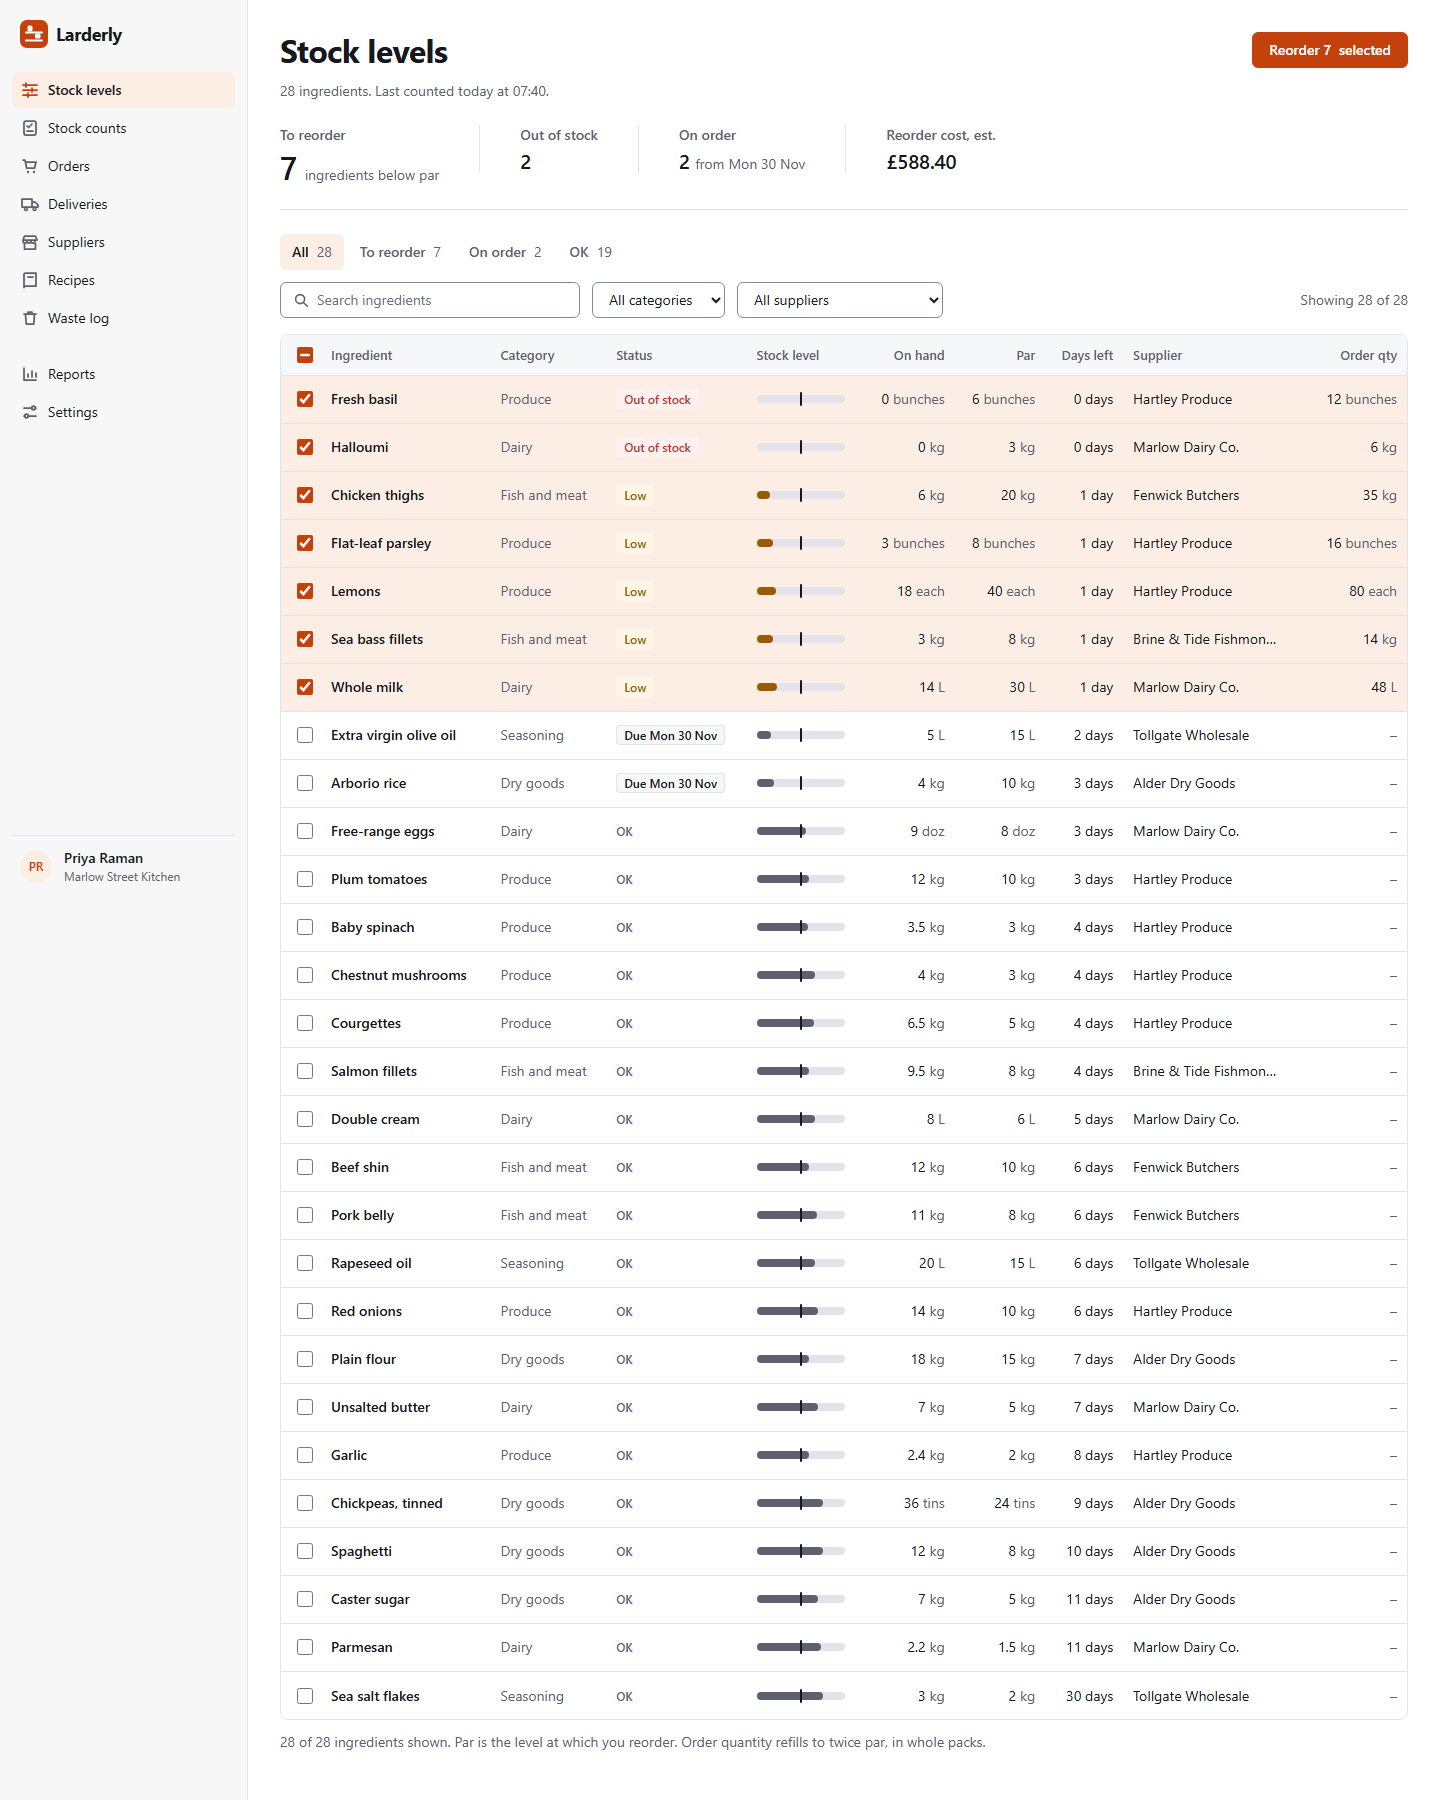 Larderly
Stock levels
Stock counts
Orders
Deliveries
Suppliers
Recipes
Waste log
Reports
Settings
PR
Priya Raman
Marlow Street Kitchen
Stock levels
Reorder 7 selected
28 ingredients. Last counted today at 07:40.
To reorder
7 ingredients below par
Out of stock
2
On order
2 from Mon 30 Nov
Reorder cost, est.
£588.40
All 28 To reorder 7 On order 2 OK 19
Search ingredients All categories All suppliers Showing 28 of 28
Ingredient Category Status Stock level On hand Par Days left Supplier Order qty
Fresh basil Produce Out of stock 0 bunches 6 bunches 0 days Hartley Produce 12 bunches
Halloumi Dairy Out of stock 0 kg 3 kg 0 days Marlow Dairy Co. 6 kg
Chicken thighs Fish and meat Low 6 kg 20 kg 1 day Fenwick Butchers 35 kg
Flat-leaf parsley Produce Low 3 bunches 8 bunches 1 day Hartley Produce 16 bunches
Lemons Produce Low 18 each 40 each 1 day Hartley Produce 80 each
Sea bass fillets Fish and meat Low 3 kg 8 kg 1 day Brine & Tide Fishmon... 14 kg
Whole milk Dairy Low 14 L 30 L 1 day Marlow Dairy Co. 48 L
Extra virgin olive oil Seasoning Due Mon 30 Nov 5 L 15 L 2 days Tollgate Wholesale –
Arborio rice Dry goods Due Mon 30 Nov 4 kg 10 kg 3 days Alder Dry Goods –
Free-range eggs Dairy OK 9 doz 8 doz 3 days Marlow Dairy Co. –
Plum tomatoes Produce OK 12 kg 10 kg 3 days Hartley Produce –
Baby spinach Produce OK 3.5 kg 3 kg 4 days Hartley Produce –
Chestnut mushrooms Produce OK 4 kg 3 kg 4 days Hartley Produce –
Courgettes Produce OK 6.5 kg 5 kg 4 days Hartley Produce –
Salmon fillets Fish and meat OK 9.5 kg 8 kg 4 days Brine & Tide Fishmon... –
Double cream Dairy OK 8 L 6 L 5 days Marlow Dairy Co. –
Beef shin Fish and meat OK 12 kg 10 kg 6 days Fenwick Butchers –
Pork belly Fish and meat OK 11 kg 8 kg 6 days Fenwick Butchers –
Rapeseed oil Seasoning OK 20 L 15 L 6 days Tollgate Wholesale –
Red onions Produce OK 14 kg 10 kg 6 days Hartley Produce –
Plain flour Dry goods OK 18 kg 15 kg 7 days Alder Dry Goods –
Unsalted butter Dairy OK 7 kg 5 kg 7 days Marlow Dairy Co. –
Garlic Produce OK 2.4 kg 2 kg 8 days Hartley Produce –
Chickpeas, tinned Dry goods OK 36 tins 24 tins 9 days Alder Dry Goods –
Spaghetti Dry goods OK 12 kg 8 kg 10 days Alder Dry Goods –
Caster sugar Dry goods OK 7 kg 5 kg 11 days Alder Dry Goods –
Parmesan Dairy OK 2.2 kg 1.5 kg 11 days Marlow Dairy Co. –
Sea salt flakes Seasoning OK 3 kg 2 kg 30 days Tollgate Wholesale –
28 of 28 ingredients shown. Par is the level at which you reorder. Order quantity refills to twice par, in whole packs.